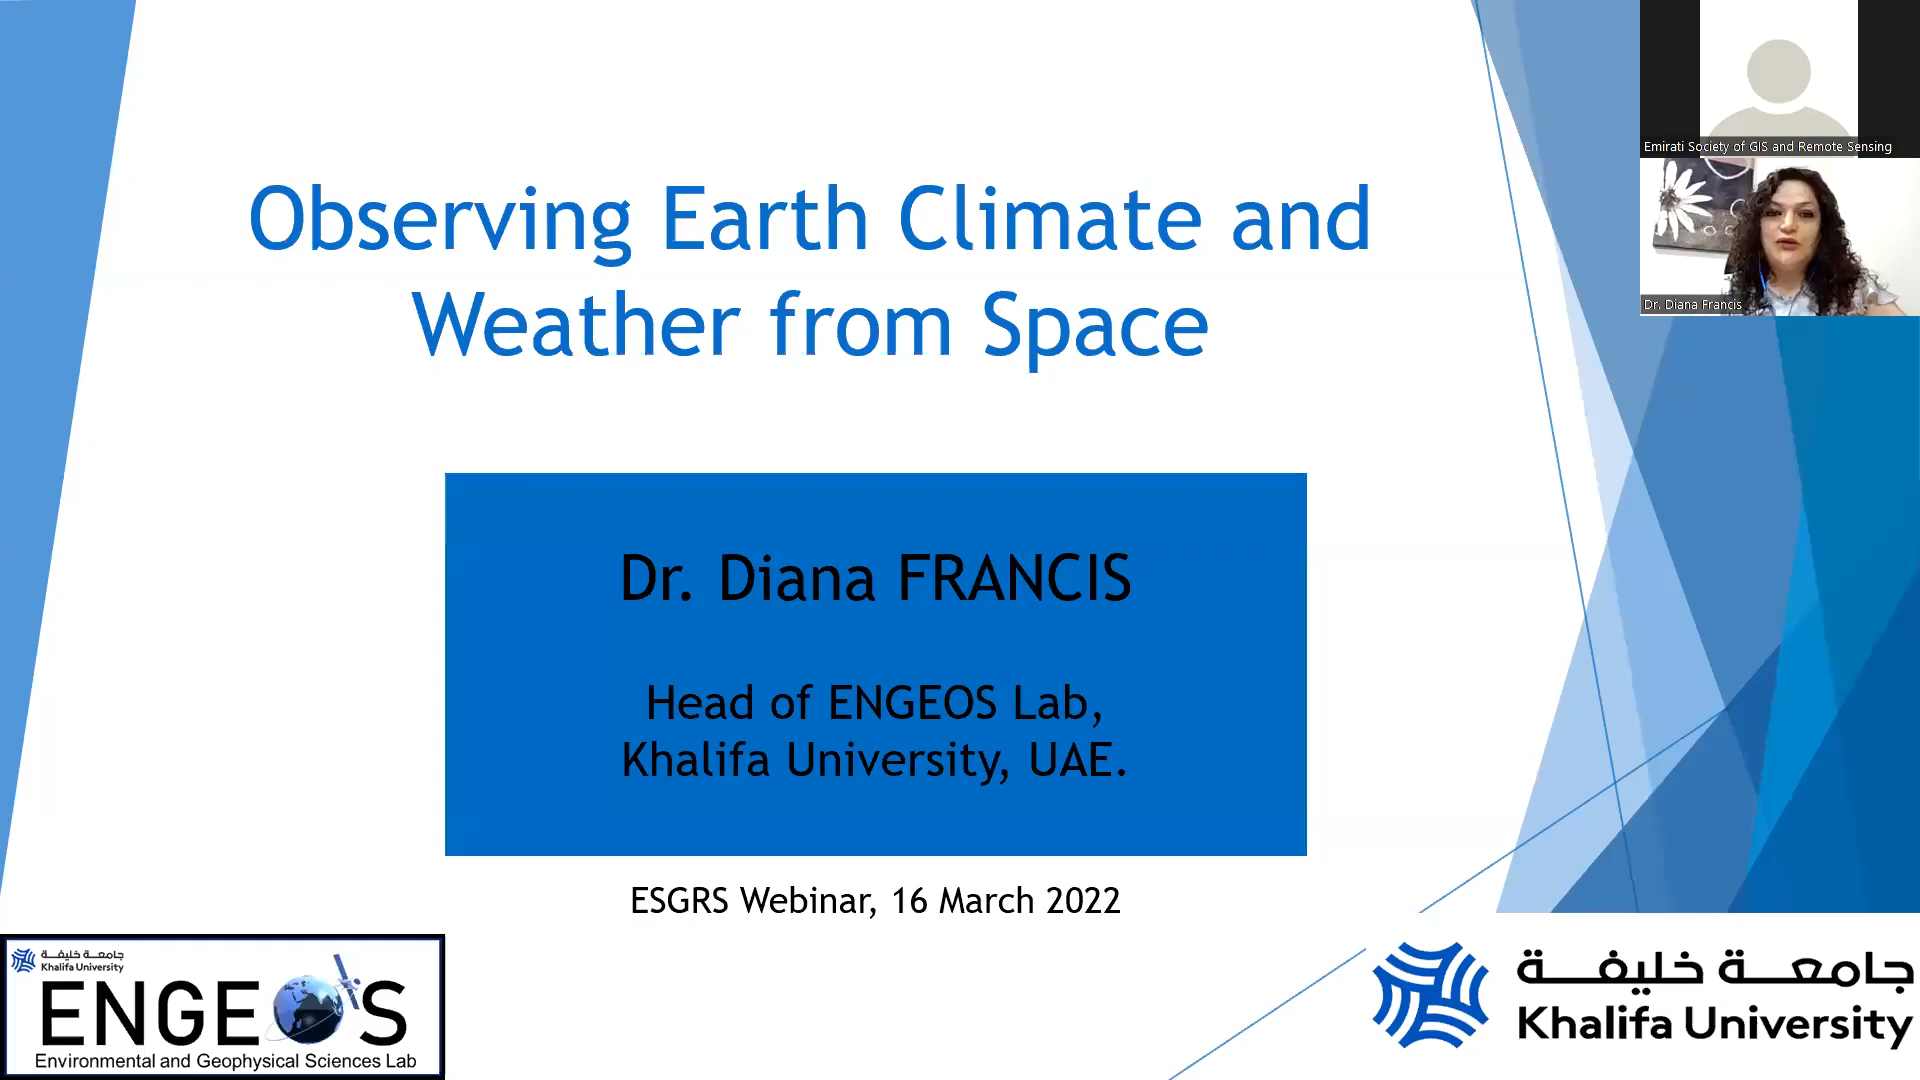 Observing Earth Climate and
Weather from Space
Dr. Diana FRANCIS
Head of ENGEOS Lab,
Khalifa University, UAE.
ESGRS Webinar, 16 March 2022
جامعة خليفة
Khalifa University
ENGEOS
Environmental and Geophysical Sciences Lab
جامعة خليفة
Khalifa University
Emirati Society of GIS and Remote Sensing
Dr. Diana Francis